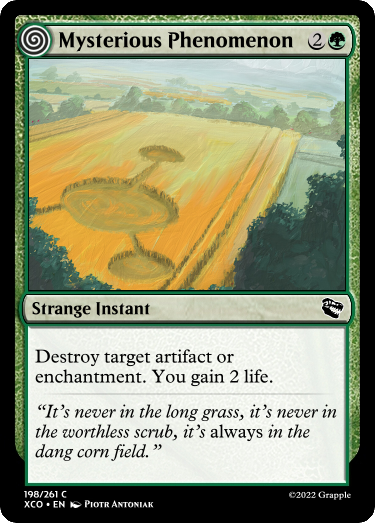 Mysterious Phenomenon 2
Strange Instant
Destroy target artifact or
enchantment. You gain 2 life.
“It’s never in the long grass, it’s never in
the worthless scrub, it’s always in the
dang corn field.”
198/261 C
XCO • EN Piotr Antoniak
©2022 Grapple